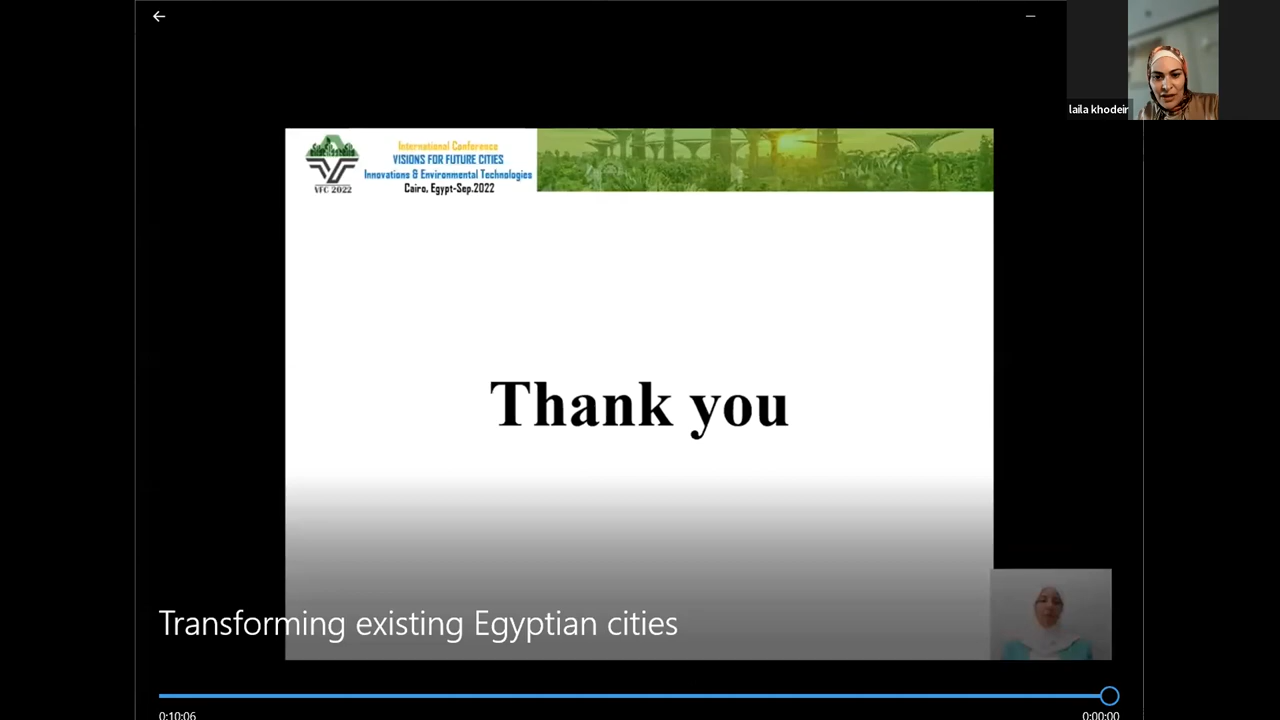 laila khodeir
International Conference
VISIONS FOR FUTURE CITIES
Innovations & Environmental Technologies
Cairo, Egypt-Sep.2022
VFC 2022
Thank you
Transforming existing Egyptian cities
0:10:06
0:00:00